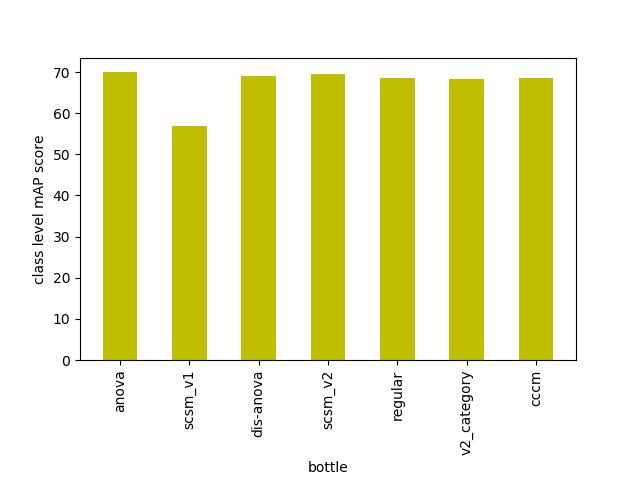 class level mAP score
70
60
50
40
30
20
10
0
anova
scsm_v1
dis-anova
scsm_v2
regular
v2_category
cccm
bottle